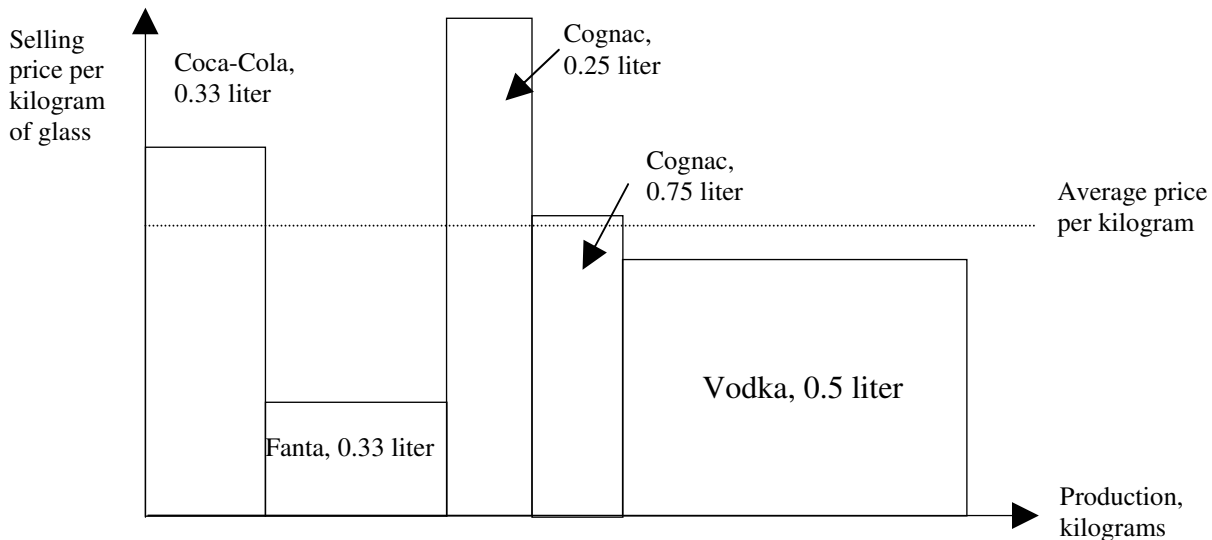 Selling
price per
kilogram
of glass
Coca-Cola,
0.33 liter
Cognac,
0.25 liter
Cognac,
0.75 liter
Average price
per kilogram
Fanta, 0.33 liter
Vodka, 0.5 liter
Production,
kilograms